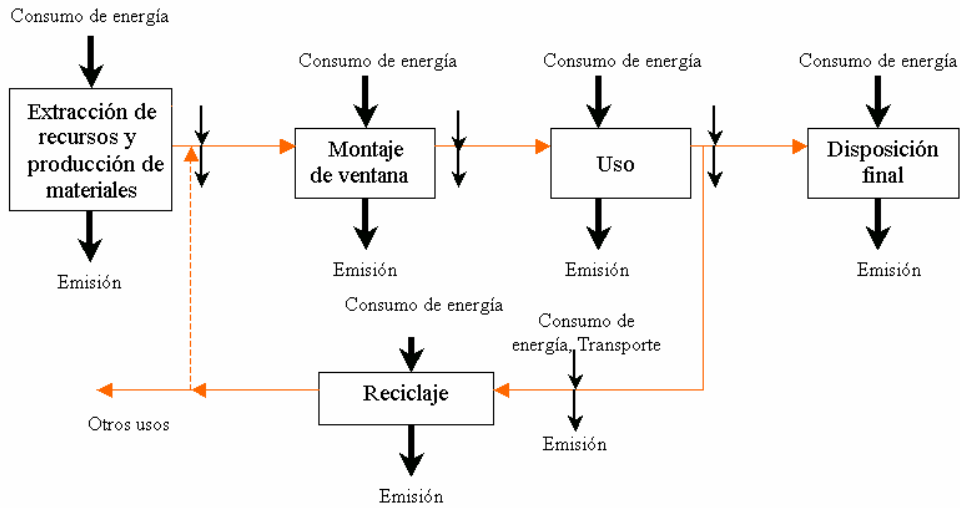 Consumo de energía
Consumo de energía
Consumo de energía
Consumo de energía
Extracción de
recursos y
producción de
materiales
Montaje
de ventana
Uso
Disposición
final
Emisión
Emisión
Emisión
Emisión
Consumo de energía
Consumo de
energía, Transporte
Reciclaje
Otros usos
Emisión
Emisión